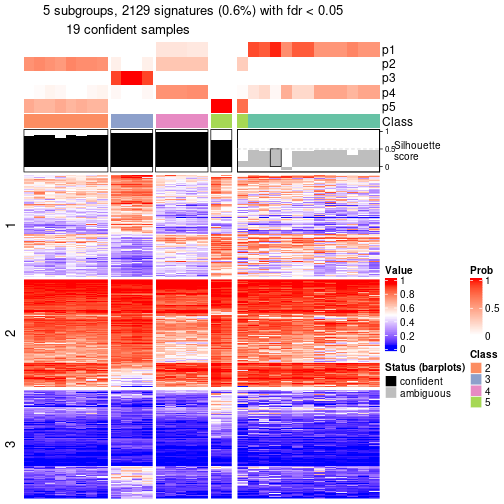 5 subgroups, 2129 signatures (0.6%) with fdr < 0.05
19 confident samples
p1
p2
p3
p4
p5
Class
1
0.5
0
Silhouette
score
1
2
3
Value
1
0.8
0.6
0.4
0.2
0
Prob
1
0.5
0
Status (barplots)
confident
ambiguous
Class
2
3
4
5